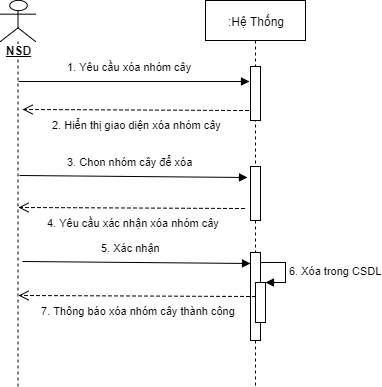 :Hệ Thống
NSD
1. Yêu cầu xóa nhóm cây
2. Hiển thị giao diện xóa nhóm cây
3. Chon nhóm cây để xóa
4. Yêu cầu xác nhận xóa nhóm cây
5. Xác nhận
6. Xóa trong CSDL
7. Thông báo xóa nhóm cây thành công